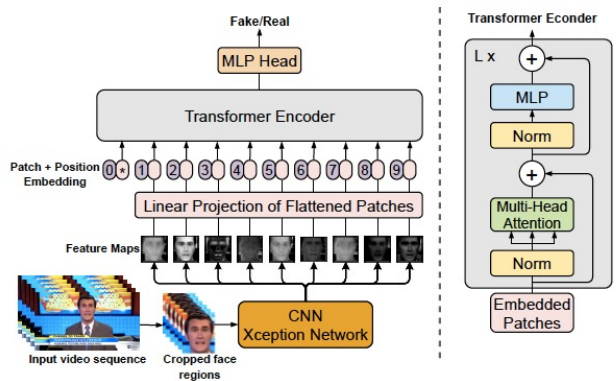 Fake/Real
MLP Head
Transformer Encoder
Patch + Position
Embedding
0 * 1 2 3 4 5 6 7 8 9
Linear Projection of Flattened Patches
Feature Maps
CNN
Xception Network
Input video sequence
Cropped face
regions
Transformer Econder
L x
+
MLP
Norm
+
Multi-Head
Attention
Norm
Embedded
Patches